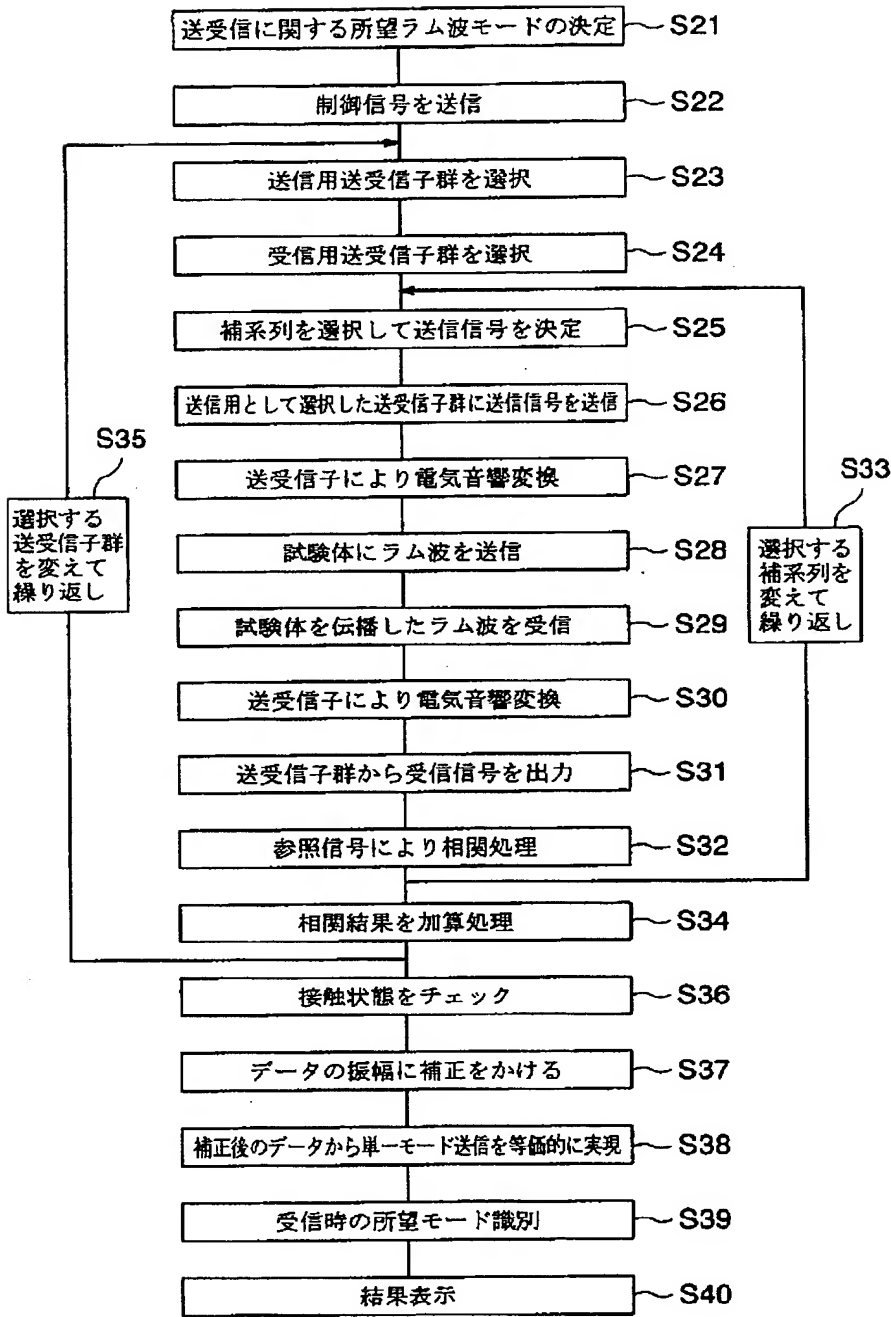 送受信に関する所望ラム波モードの決定 S21
制御信号を送信 S22
送信用送受信子群を選択 S23
受信用送受信子群を選択 S24
補系列を選択して送信信号を決定 S25
送信用として選択した送受信子群に送信信号を送信 S26
送受信子により電気音響変換 S27
試験体にラム波を送信 S28
試験体を伝播したラム波を受信 S29
送受信子により電気音響変換 S30
送受信子群から受信信号を出力 S31
参照信号により相関処理 S32
S33
選択する
補系列を
変えて
繰り返し
相関結果を加算処理 S34
S35
選択する
送受信子群
を変えて
繰り返し
接触状態をチェック S36
データの振幅に補正をかける S37
補正後のデータから単一モード送信を等価的に実現 S38
受信時の所望モード識別 S39
結果表示 S40